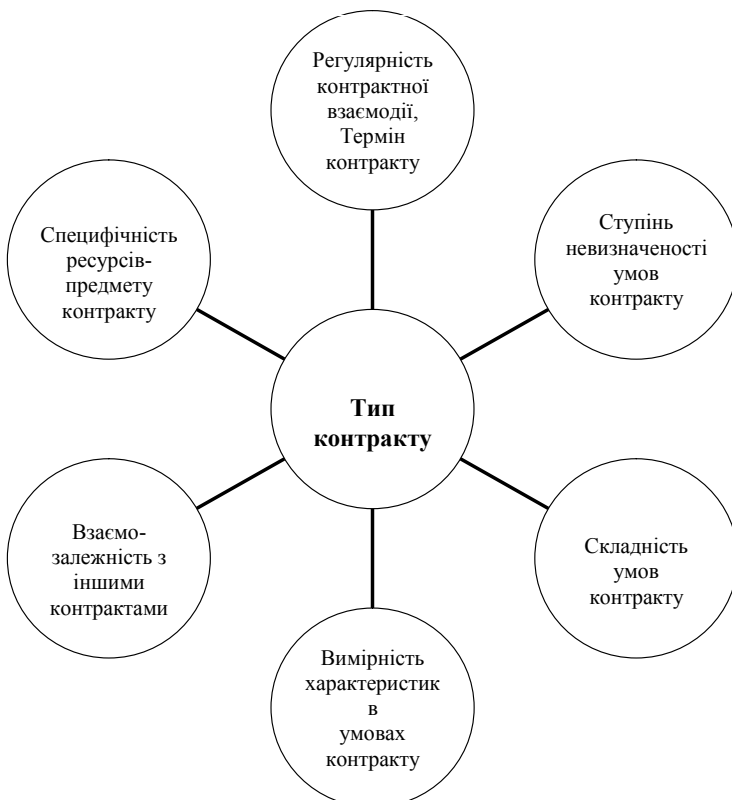 Регулярність
контрактної
взаємодії,
Термін
контракту
Специфічність
ресурсів-
предмету
контракту
Ступінь
невизначеності
умов
контракту
Тип
контракту
Взаємо-
залежність з
іншими
контрактами
Складність
умов
контракту
Вимірність
характеристик
в
умовах
контракту